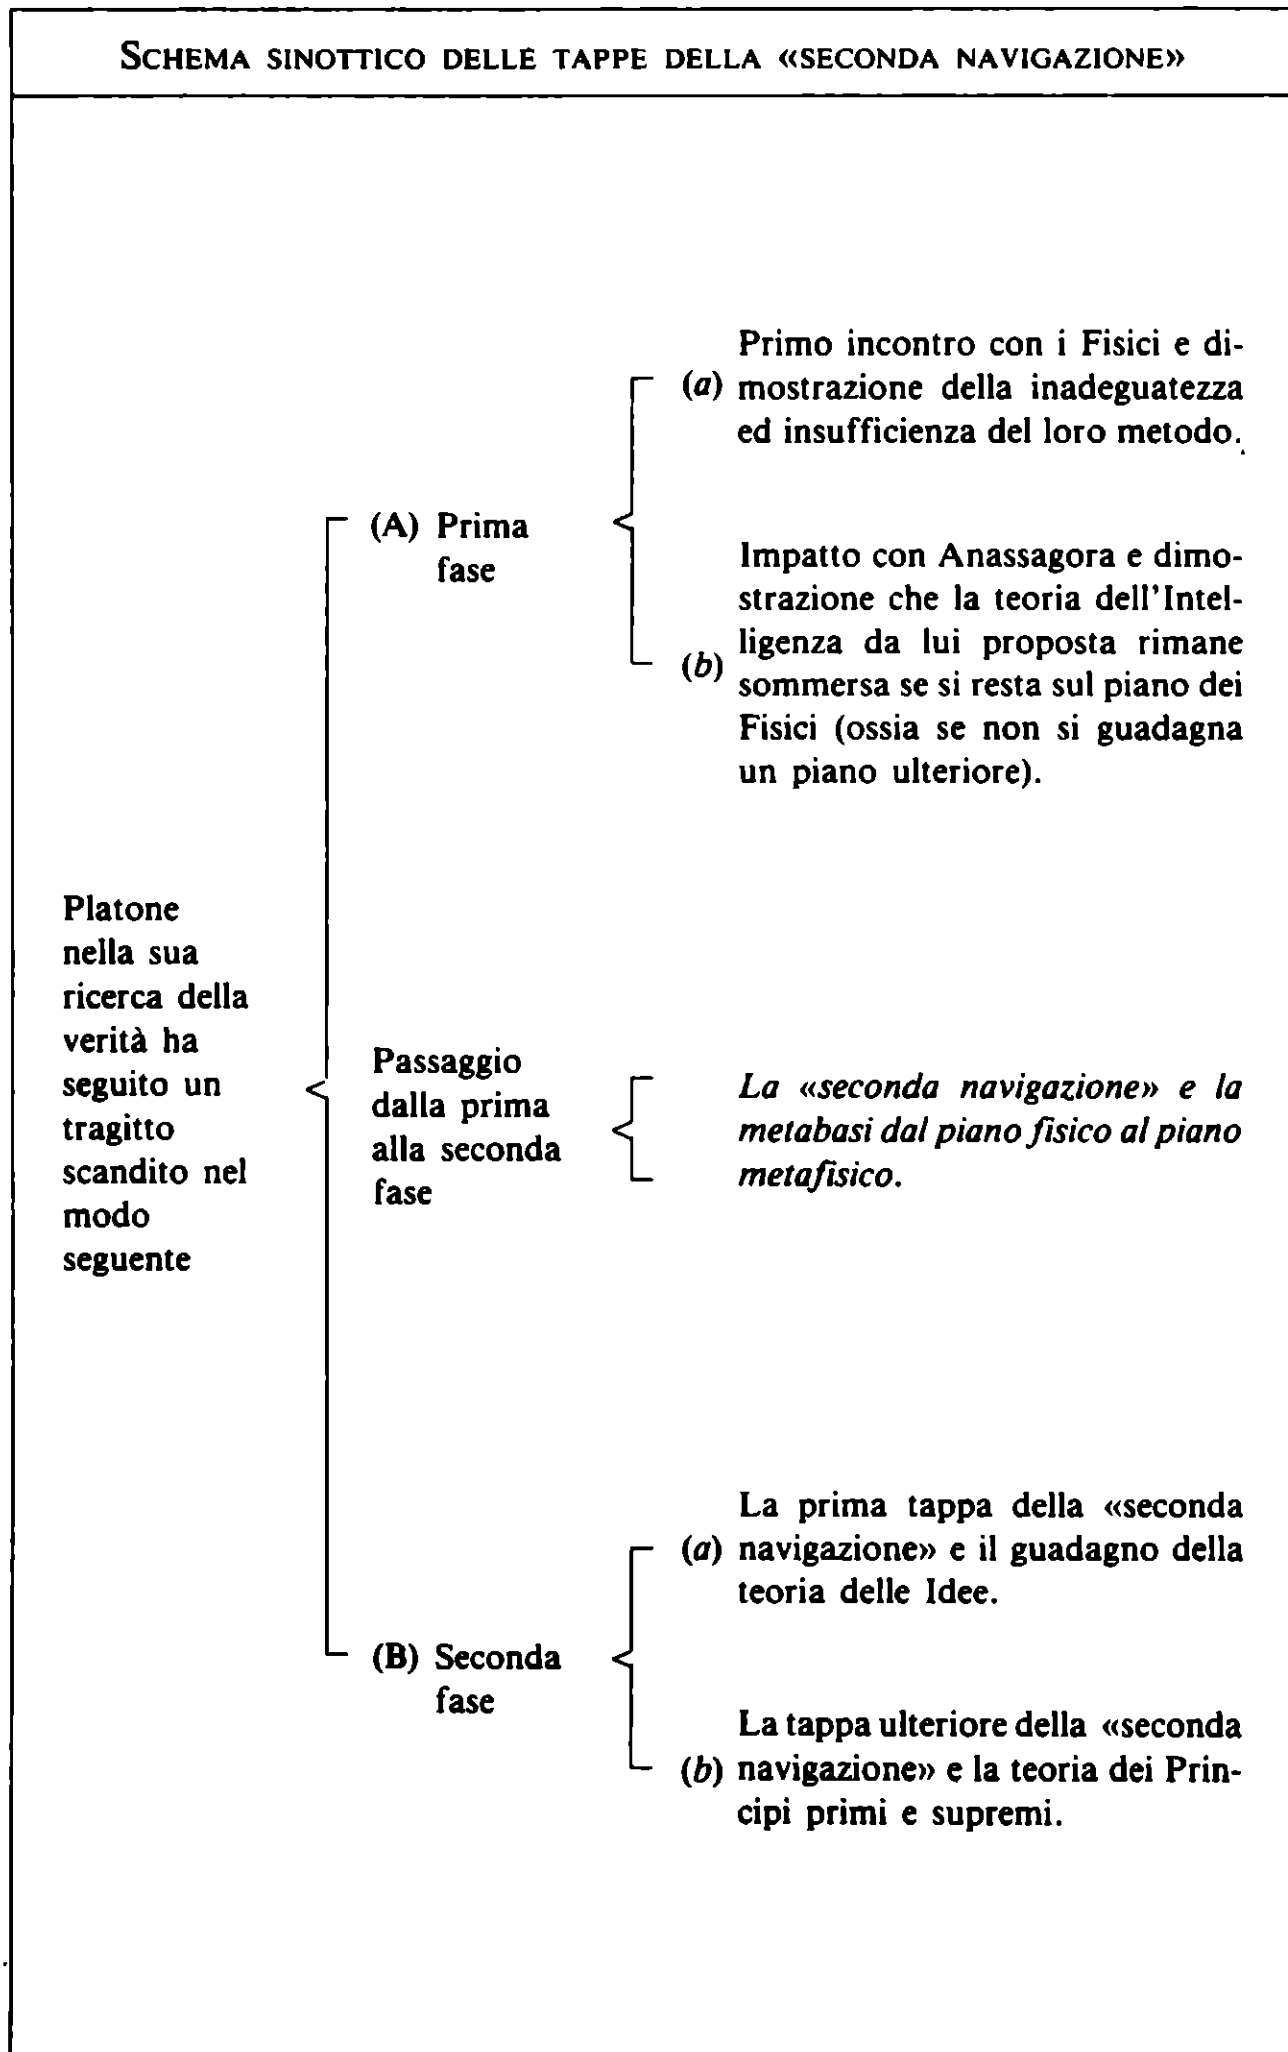 SCHEMA SINOTTICO DELLE TAPPE DELLA «SECONDA NAVIGAZIONE»
Platone
nella sua
ricerca della
verità ha
seguito un
tragitto
scandito nel
modo
seguente
(A) Prima
fase
(a) Primo incontro con i Fisici e di-
mostrazione della inadeguatezza
ed insufficienza del loro metodo.
(b) Impatto con Anassagora e dimo-
strazione che la teoria dell'Intel-
ligenza da lui proposta rimane
sommersa se si resta sul piano dei
Fisici (ossia se non si guadagna
un piano ulteriore).
Passaggio
dalla prima
alla seconda
fase
La «seconda navigazione» e la
metabasi dal piano fisico al piano
metafisico.
(B) Seconda
fase
(a) La prima tappa della «seconda
navigazione» e il guadagno della
teoria delle Idee.
(b) La tappa ulteriore della «seconda
navigazione» e la teoria dei Prin-
cipi primi e supremi.